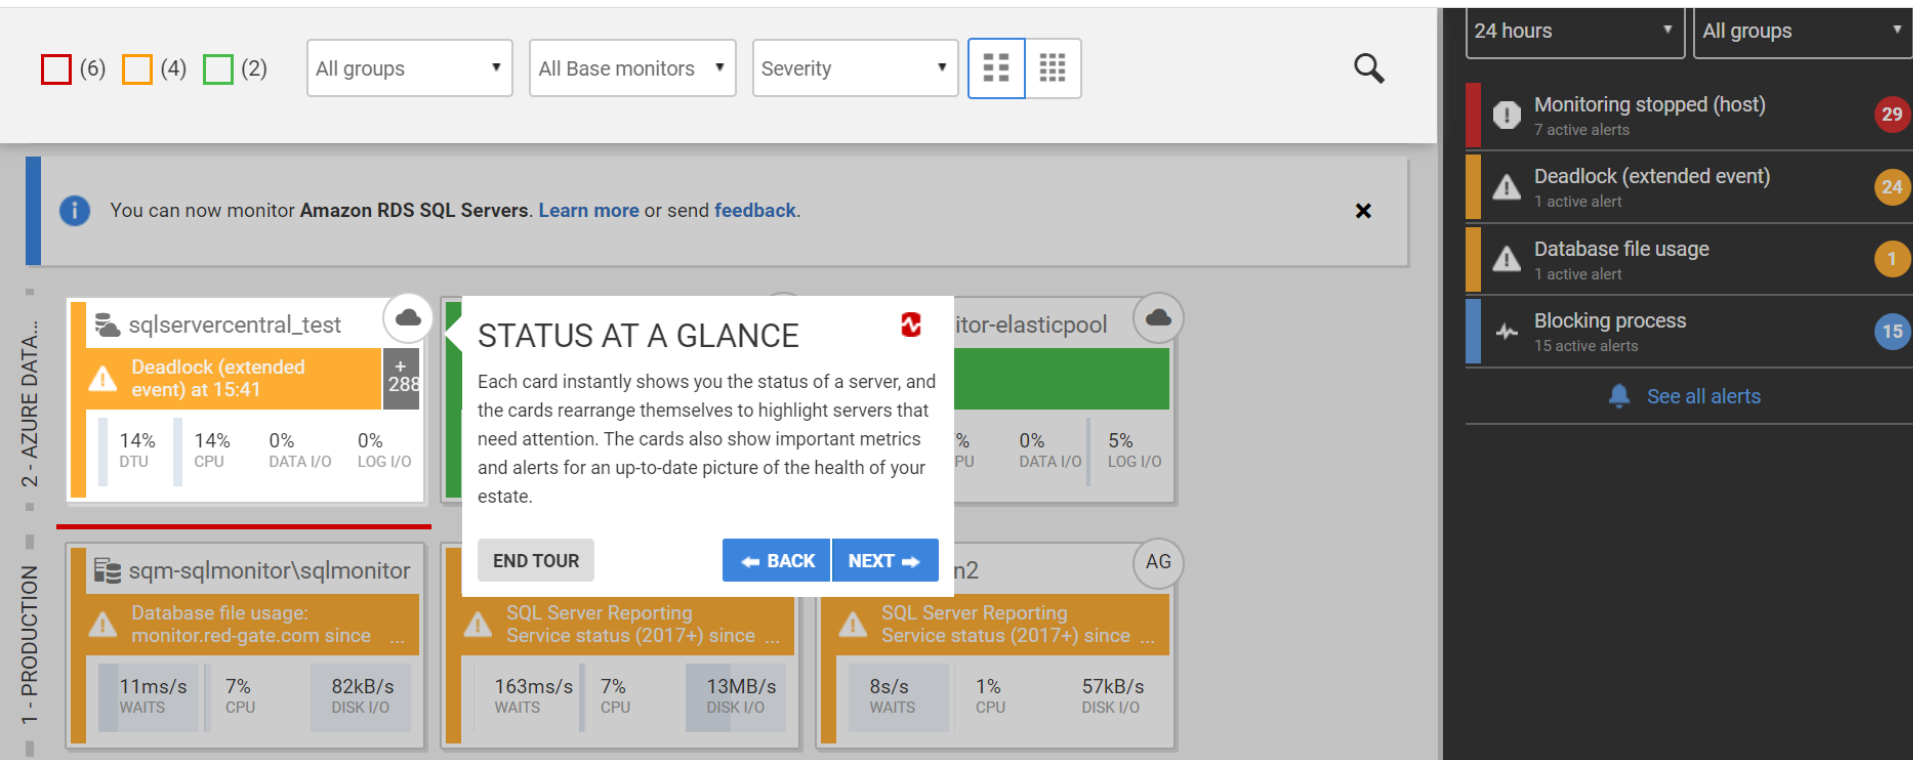 (6) (4) (2) All groups All Base monitors Severity
24 hours All groups
Monitoring stopped (host) 29
7 active alerts
Deadlock (extended event) 24
1 active alert
Database file usage 1
1 active alert
Blocking process 15
15 active alerts
See all alerts
You can now monitor Amazon RDS SQL Servers. Learn more or send feedback.
2 - AZURE DATA...
sqlservercentral_test
Deadlock (extended
event) at 15:41
+
288
14% 14% 0% 0%
DTU CPU DATA I/O LOG I/O
STATUS AT A GLANCE
Each card instantly shows you the status of a server, and
the cards rearrange themselves to highlight servers that
need attention. The cards also show important metrics
and alerts for an up-to-date picture of the health of your
estate.
END TOUR BACK NEXT
itor-elasticpool
% 0% 5%
PU DATA I/O LOG I/O
1 - PRODUCTION
sqm-sqlmonitor\sqlmonitor
Database file usage:
monitor.red-gate.com since ...
11ms/s 7% 82kB/s
WAITS CPU DISK I/O
SQL Server Reporting
Service status (2017+) since ...
163ms/s 7% 13MB/s
WAITS CPU DISK I/O
n2 AG
SQL Server Reporting
Service status (2017+) since ...
8s/s 1% 57kB/s
WAITS CPU DISK I/O